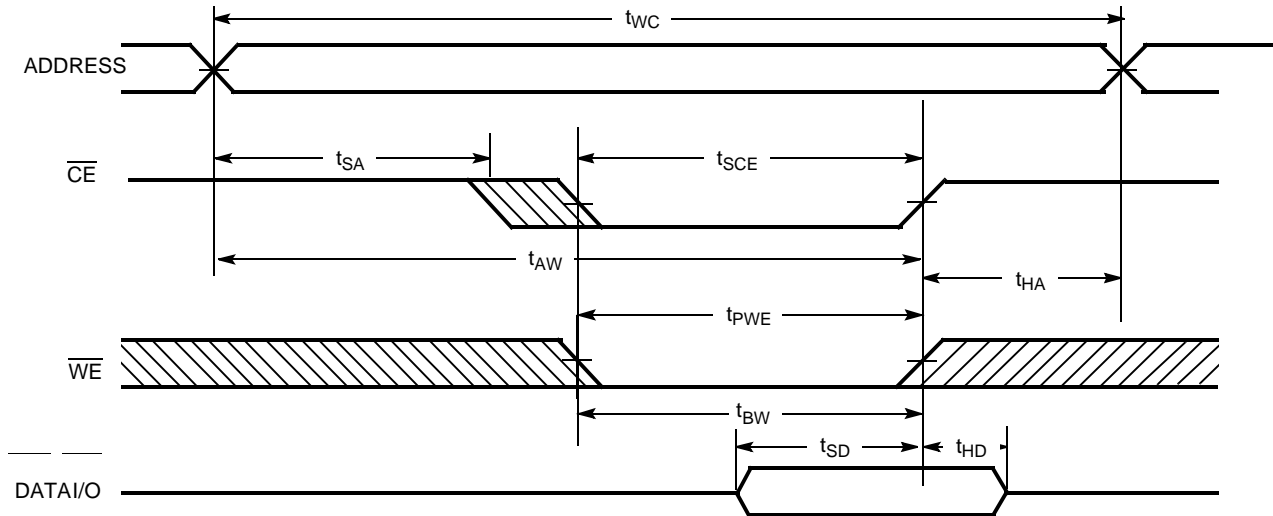 tWC
ADDRESS
tSA
tSCE
CE
tAW
tHA
tPWE
WE
tBW
tSD
tHD
DATAI/O